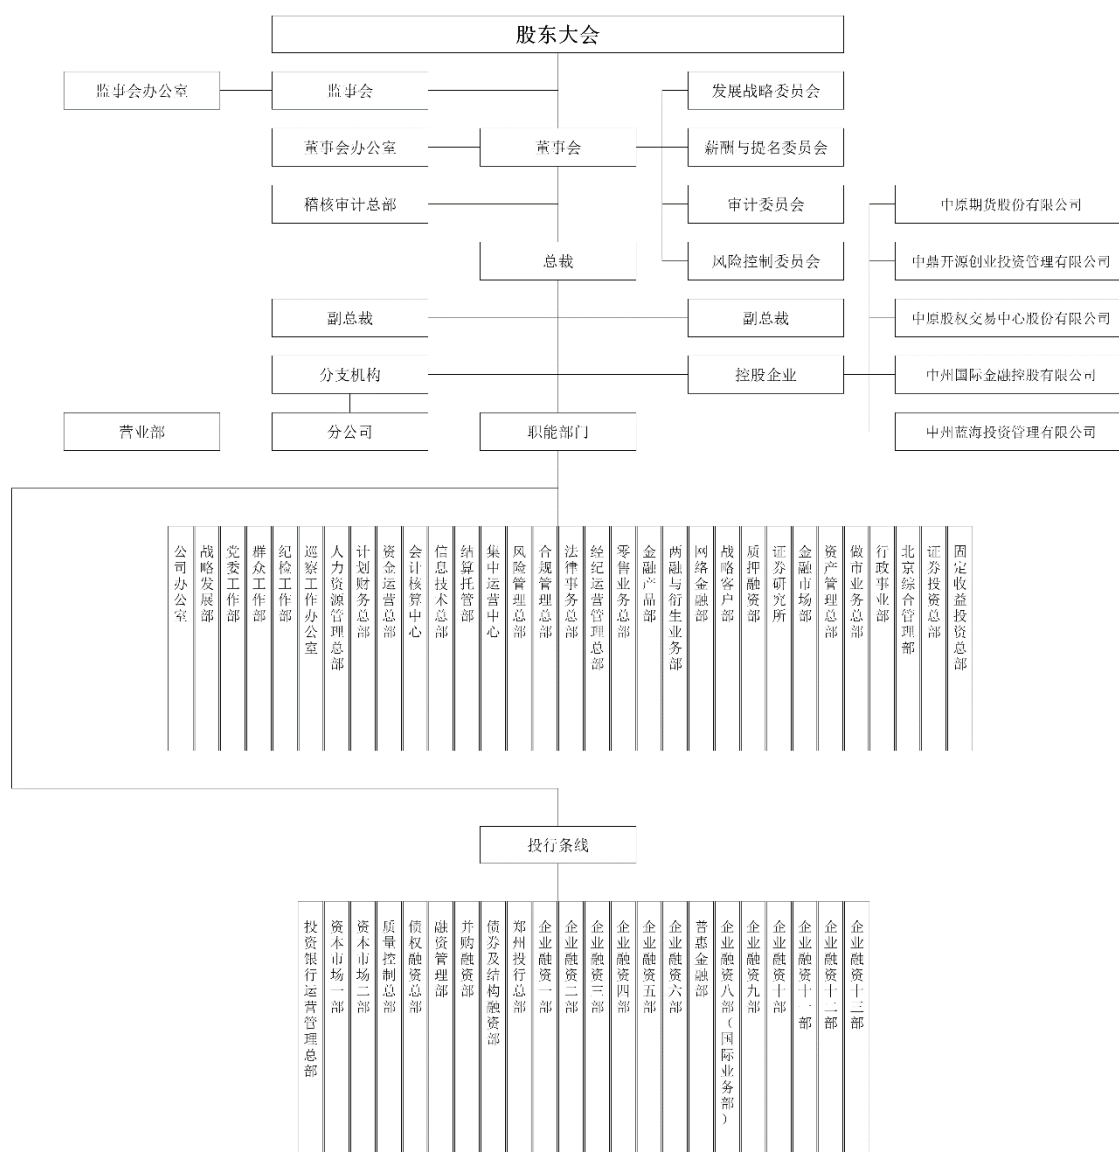 股东大会
监事会办公室
监事会
发展战略委员会
董事会办公室
董事会
薪酬与提名委员会
稽核审计总部
审计委员会
中原期货股份有限公司
总裁
风险控制委员会
中鼎开源创业投资管理有限公司
副总裁
副总裁
中原股权交易中心股份有限公司
分支机构
控股企业
中州国际金融控股有限公司
营业部
分公司
职能部门
中州蓝海投资管理有限公司
公司办公室
战略发展部
党委工作部
群众工作部
纪检工作部
巡察工作办公室
人力资源管理总部
计划财务总部
资金运营总部
会计核算中心
信息技术总部
结算托管部
集中运营中心
风险管理总部
合规管理总部
法律事务总部
经纪运营管理总部
零售业务总部
金融产品部
两融与衍生业务部
网络金融部
战略客户部
质押融资部
证券研究所
金融市场部
资产管理总部
做市业务总部
行政事业部
北京综合管理部
证券投资总部
固定收益投资总部
投行条线
投资银行运营管理总部
资本市场一部
资本市场二部
质量控制总部
债权融资总部
融资管理部
并购融资部
债券及结构融资部
郑州投行总部
企业融资一部
企业融资二部
企业融资三部
企业融资四部
企业融资五部
企业融资六部
普惠金融部
企业融资八部（国际业务部）
企业融资九部
企业融资十部
企业融资十一部
企业融资十二部
企业融资十三部